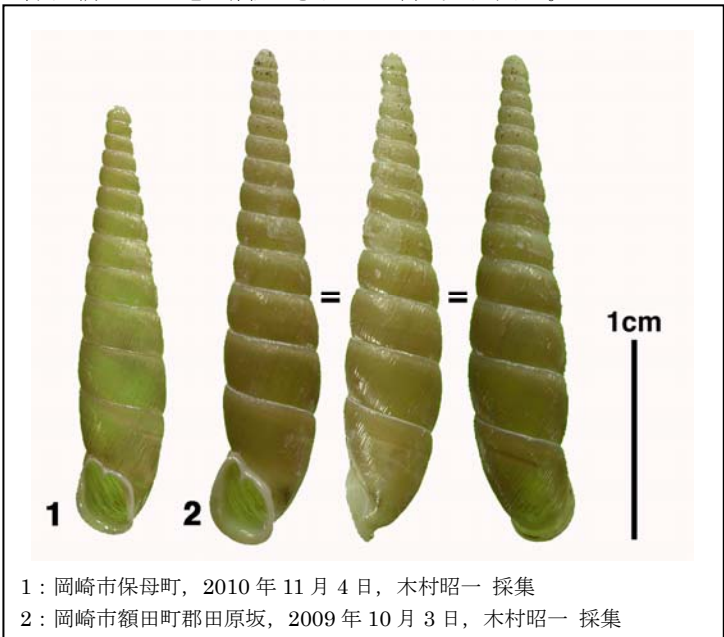 =
=
1cm
1
2
1：岡崎市保母町，2010 年 11 月 4 日，木村昭一 採集
2：岡崎市額田町郡田原坂，2009 年 10 月 3 日，木村昭一 採集